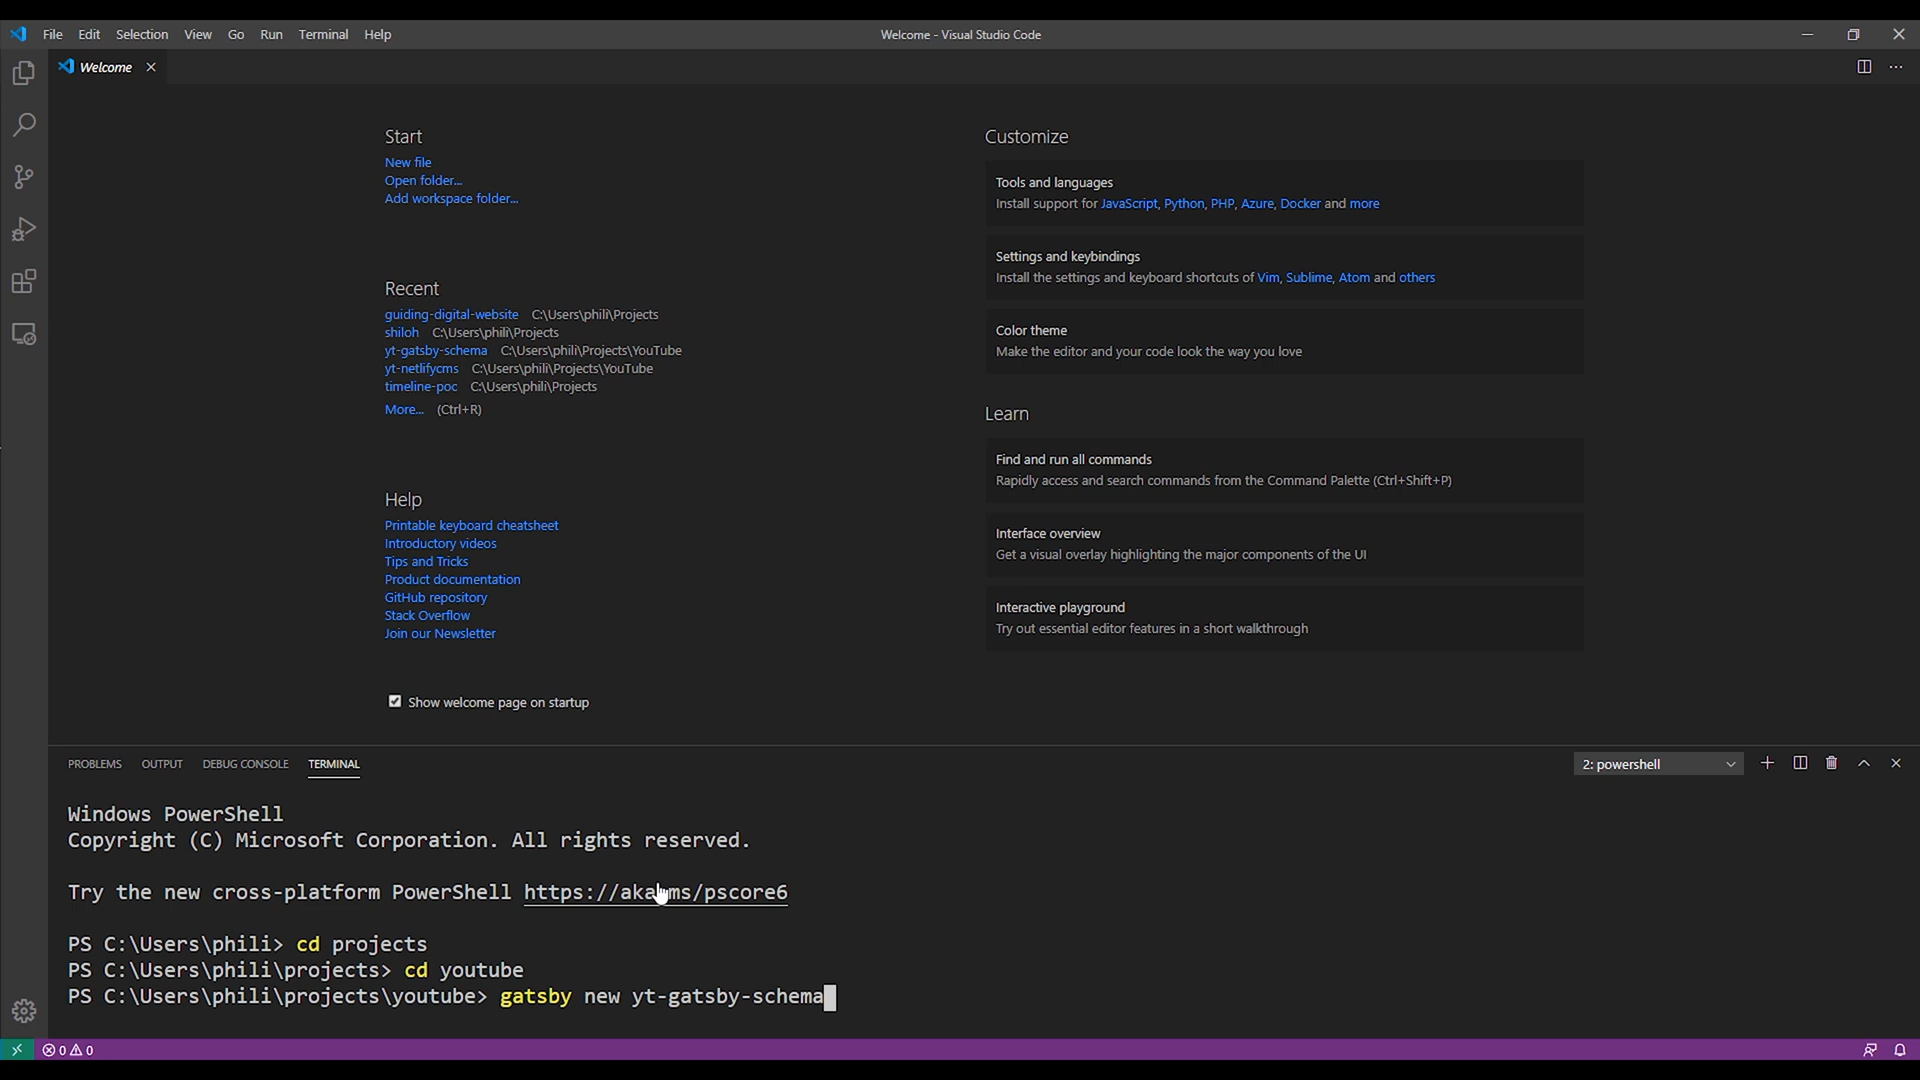 File Edit Selection View Go Run Terminal Help
Welcome - Visual Studio Code
Welcome
Start
New file
Open folder...
Add workspace folder...
Recent
guiding-digital-website C:\Users\phili\Projects
shiloh C:\Users\phili\Projects
yt-gatsby-schema C:\Users\phili\Projects\YouTube
yt-netlifycms C:\Users\phili\Projects\YouTube
timeline-poc C:\Users\phili\Projects
More... (Ctrl+R)
Help
Printable keyboard cheatsheet
Introductory videos
Tips and Tricks
Product documentation
GitHub repository
Stack Overflow
Join our Newsletter
Show welcome page on startup
Customize
Tools and languages
Install support for JavaScript, Python, PHP, Azure, Docker and more
Settings and keybindings
Install the settings and keyboard shortcuts of Vim, Sublime, Atom and others
Color theme
Make the editor and your code look the way you love
Learn
Find and run all commands
Rapidly access and search commands from the Command Palette (Ctrl+Shift+P)
Interface overview
Get a visual overlay highlighting the major components of the UI
Interactive playground
Try out essential editor features in a short walkthrough
PROBLEMS OUTPUT DEBUG CONSOLE TERMINAL
2: powershell
Windows PowerShell
Copyright (C) Microsoft Corporation. All rights reserved.
Try the new cross-platform PowerShell https://aka.ms/pscore6
PS C:\Users\phili> cd projects
PS C:\Users\phili\projects> cd youtube
PS C:\Users\phili\projects\youtube> gatsby new yt-gatsby-schema
0 0